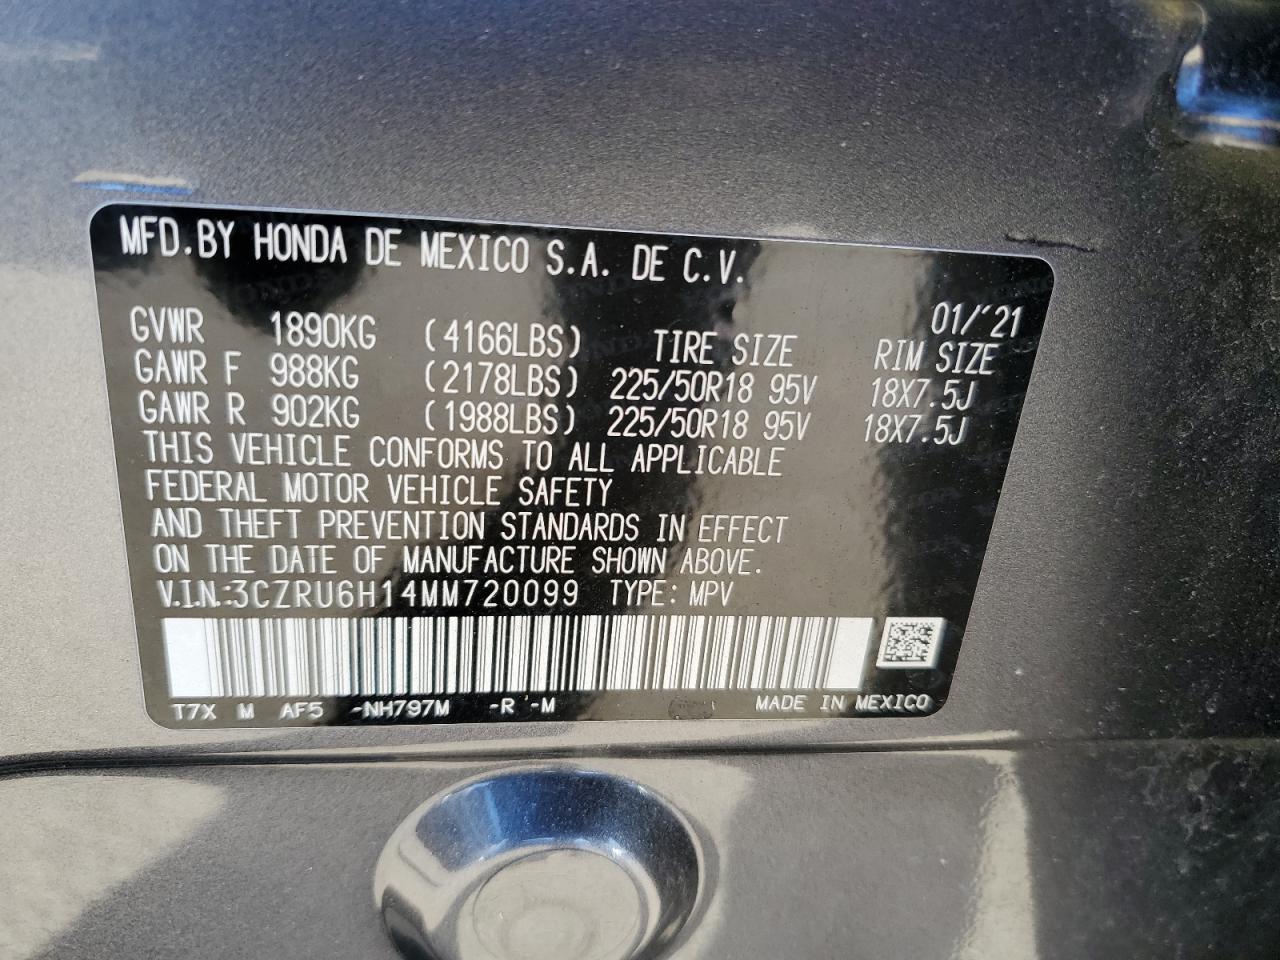 MFD.BY HONDA DE MEXICO S.A. DE C.V.
01/'21
GVWR 1890KG (4166LBS) TIRE SIZE RIM SIZE
GAWR F 988KG (2178LBS) 225/50R18 95V 18X7.5J
GAWR R 902KG (1988LBS) 225/50R18 95V 18X7.5J
THIS VEHICLE CONFORMS TO ALL APPLICABLE
FEDERAL MOTOR VEHICLE SAFETY
AND THEFT PREVENTION STANDARDS IN EFFECT
ON THE DATE OF MANUFACTURE SHOWN ABOVE.
V.I.N.:3CZRU6H14MM720099 TYPE: MPV
T7X M AF5 -NH797M -R -M MADE IN MEXICO